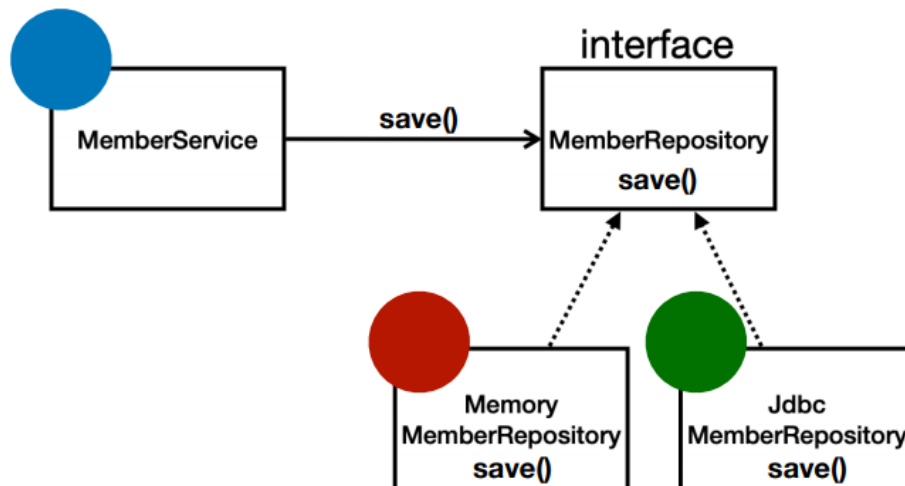 interface
save()
MemberService
MemberRepository
save()
Memory
MemberRepository
save()
Jdbc
MemberRepository
save()